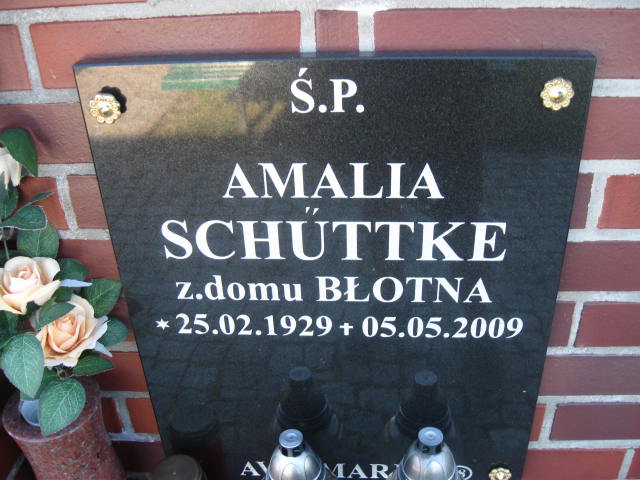 Ś.P.
AMALIA
SCHŰTTKE
z.domu BŁOTNA
* 25.02.1929 + 05.05.2009